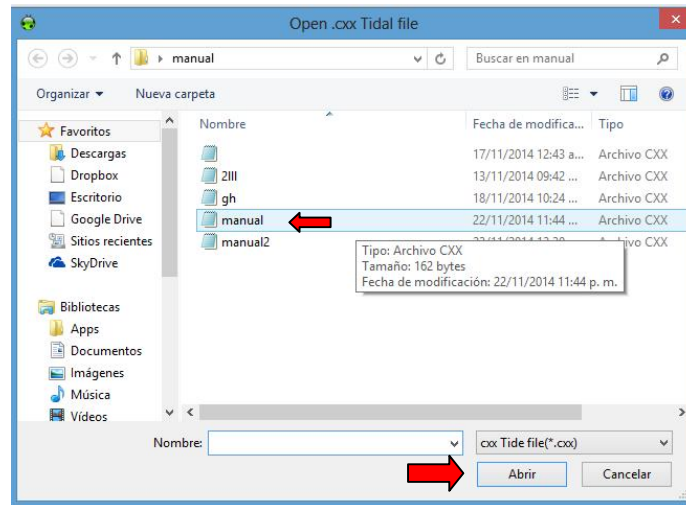 Open .cxx Tidal file
manual
Buscar en manual
Organizar
Nueva carpeta
Nombre
Fecha de modifica...
Tipo
Favoritos
Descargas
Dropbox
Escritorio
Google Drive
Sitios recientes
SkyDrive
Bibliotecas
Apps
Documentos
Imágenes
Música
Vídeos
17/11/2014 12:43 a... Archivo CXX
2III 13/11/2014 09:42 ... Archivo CXX
gh 18/11/2014 10:24 ... Archivo CXX
manual 22/11/2014 11:44 ... Archivo CXX
manual2
Tipo: Archivo CXX
Tamaño: 162 bytes
Fecha de modificación: 22/11/2014 11:44 p. m.
Nombre:
cxx Tide file(*.cxx)
Abrir
Cancelar